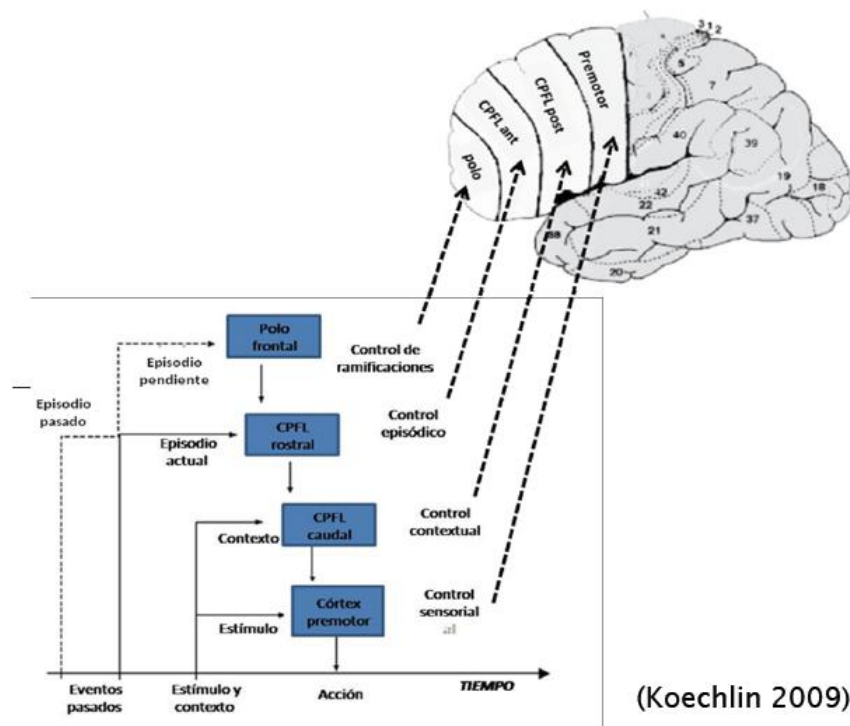 3 1 2
5
7
Premotor
CPFL post
CPFL ant
polo
40
39
19
18
42
22
37
38
21
20
Polo
frontal
Episodio
pendiente
Control de
ramificaciones
Episodio
pasado
CPFL
rostral
Episodio
actual
Control
episódico
CPFL
caudal
Contexto
Control
contextual
Córtex
premotor
Estímulo
Control
sensorial
al
TIEMPO
Eventos
pasados
Estímulo y
contexto
Acción
(Koechlin 2009)